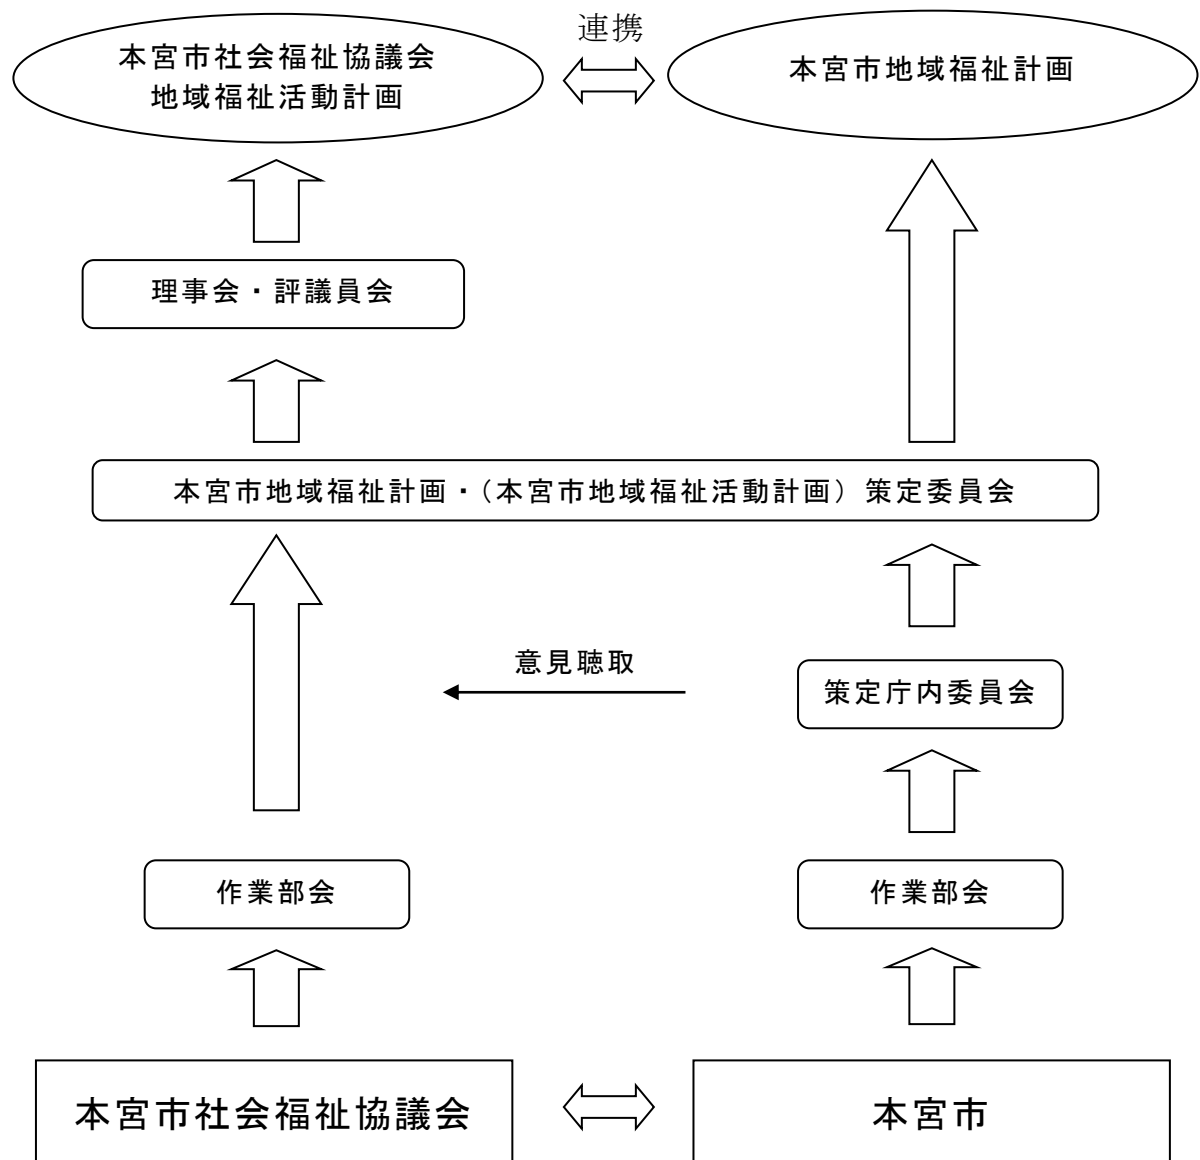 連携
本宮市社会福祉協議会
地域福祉活動計画
本宮市地域福祉計画
理事会・評議員会
本宮市地域福祉計画・（本宮市地域福祉活動計画）策定委員会
意見聴取
策定庁内委員会
作業部会
作業部会
本宮市社会福祉協議会
本宮市